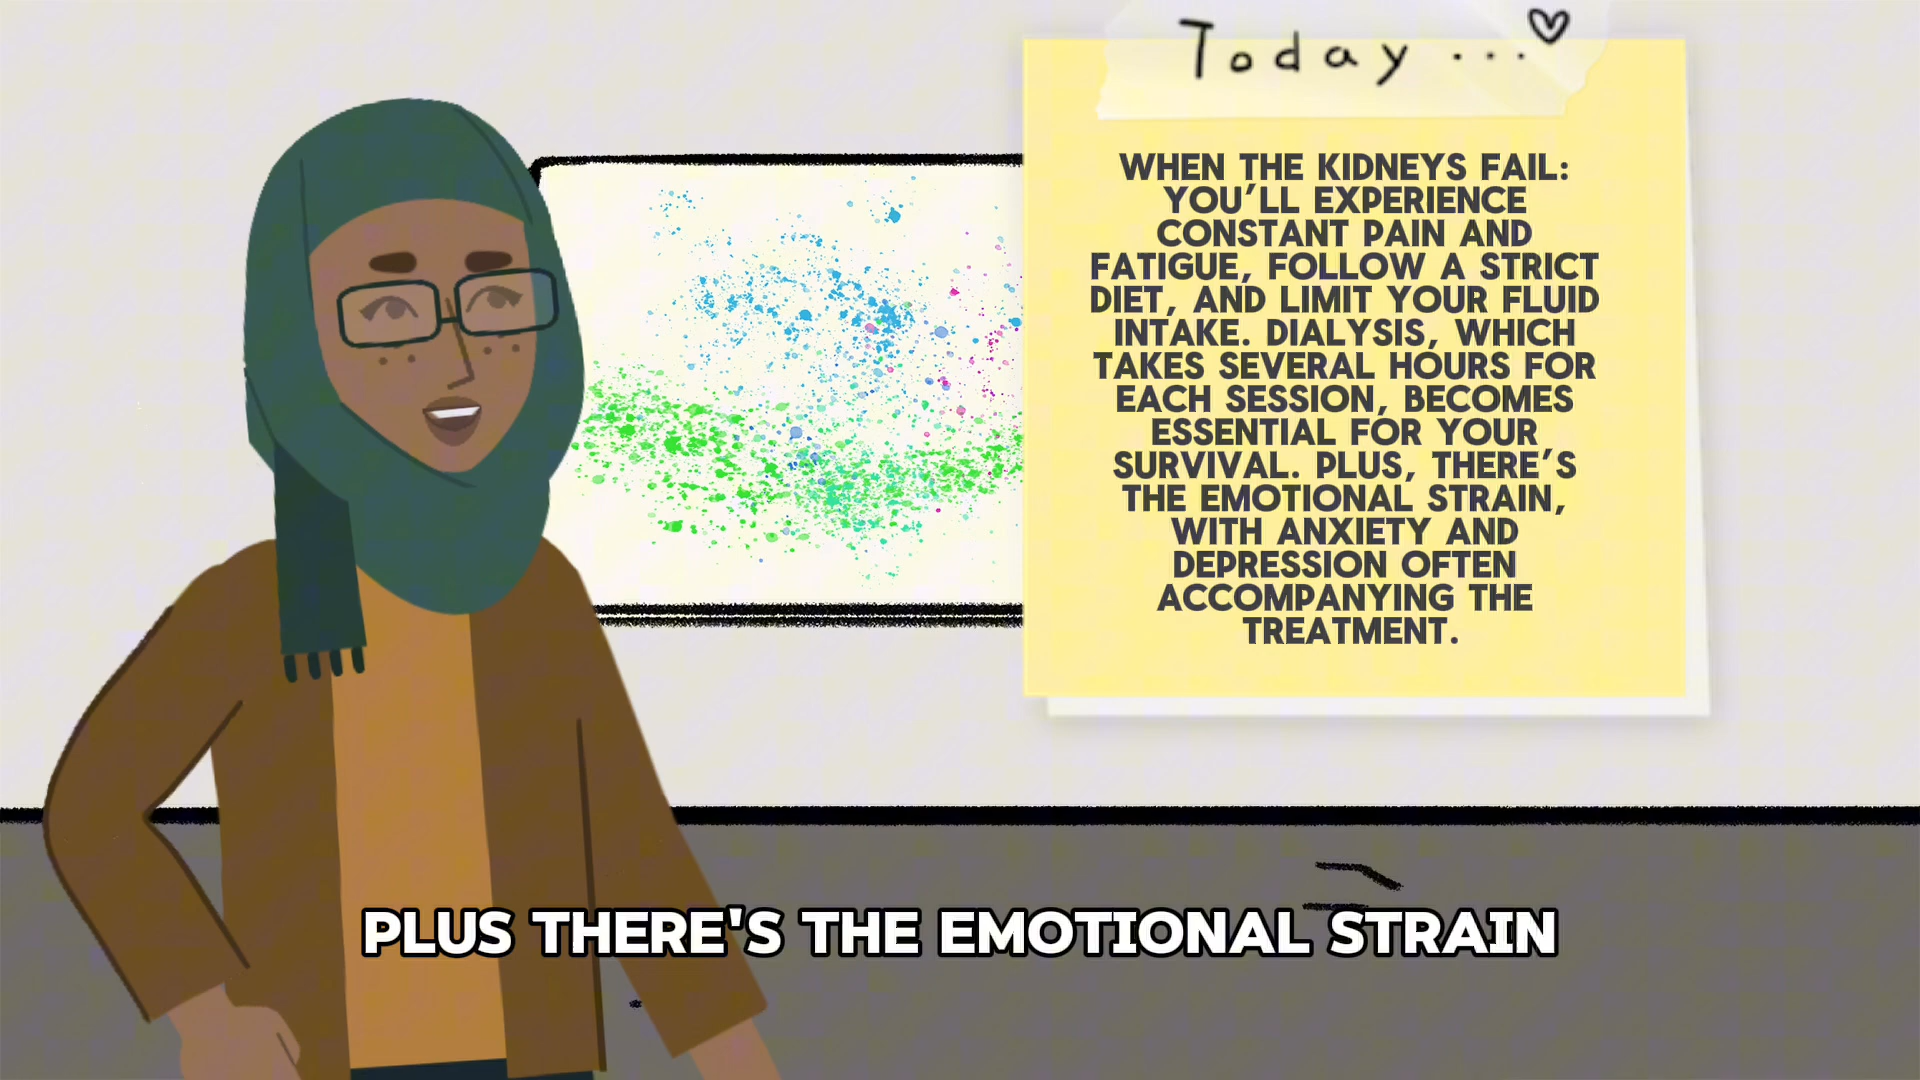 Today ...
WHEN THE KIDNEYS FAIL:
YOU'LL EXPERIENCE
CONSTANT PAIN AND
FATIGUE, FOLLOW A STRICT
DIET, AND LIMIT YOUR FLUID
INTAKE. DIALYSIS, WHICH
TAKES SEVERAL HOURS FOR
EACH SESSION, BECOMES
ESSENTIAL FOR YOUR
SURVIVAL. PLUS, THERE'S
THE EMOTIONAL STRAIN,
WITH ANXIETY AND
DEPRESSION OFTEN
ACCOMPANYING THE
TREATMENT.
PLUS THERE'S THE EMOTIONAL STRAIN